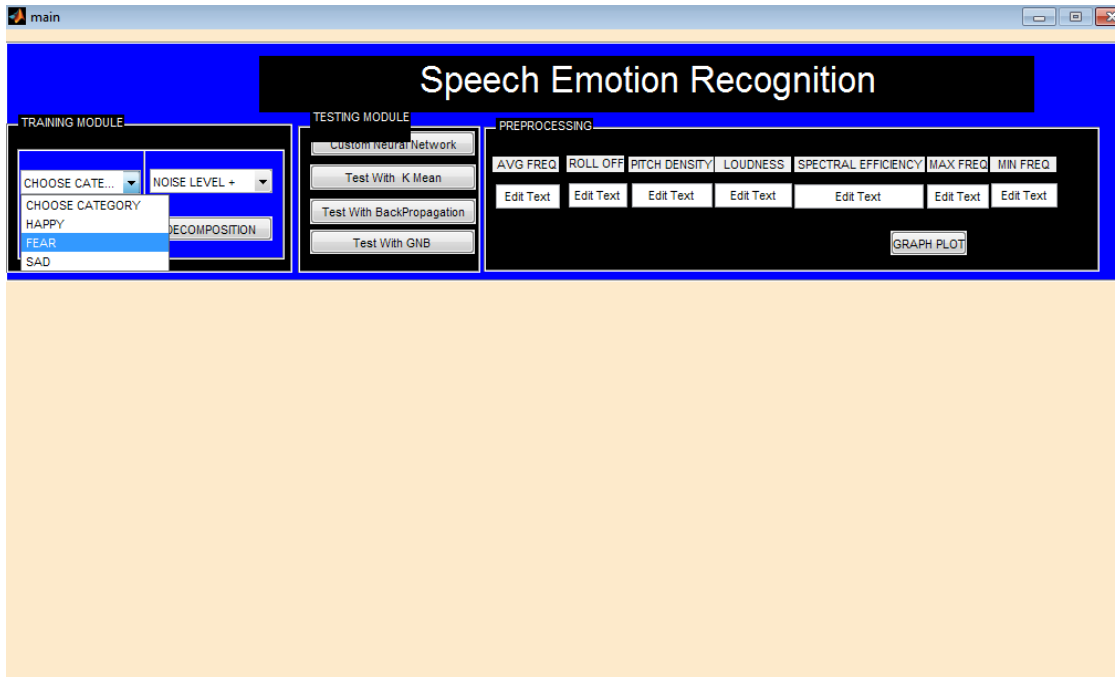 main
Speech Emotion Recognition
TRAINING MODULE
CHOOSE CATE...
NOISE LEVEL +
CHOOSE CATEGORY
HAPPY
FEAR
SAD
DECOMPOSITION
TESTING MODULE
Custom Neural Network
Test With K Mean
Test With BackPropagation
Test With GNB
PREPROCESSING
AVG FREQ ROLL OFF PITCH DENSITY LOUDNESS SPECTRAL EFFICIENCY MAX FREQ MIN FREQ
Edit Text Edit Text Edit Text Edit Text Edit Text Edit Text Edit Text
GRAPH PLOT